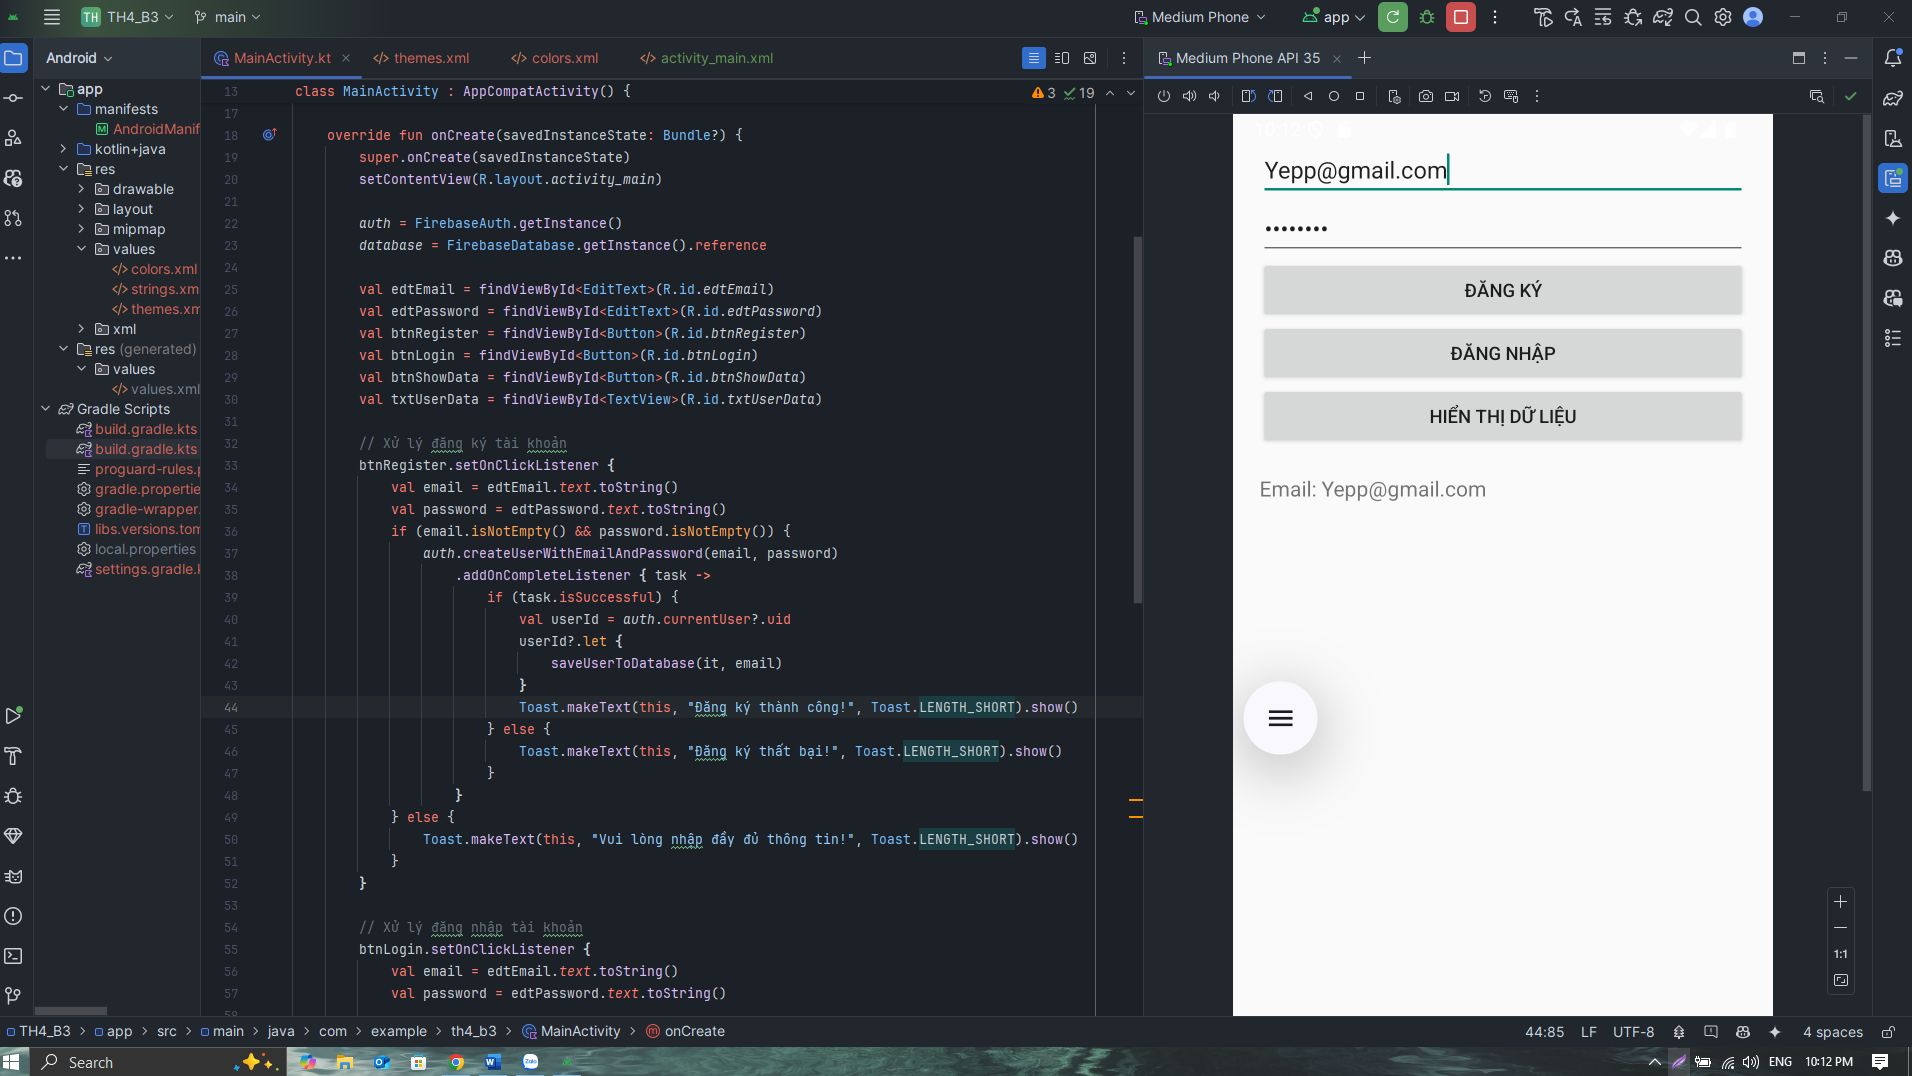 TH TH4_B3 main Medium Phone app
Android
MainActivity.kt themes.xml colors.xml activity_main.xml
Medium Phone API 35
app
manifests
AndroidManif
kotlin+java
res
drawable
layout
mipmap
values
colors.xml
strings.xm
themes.xm
xml
res (generated)
values
values.xml
Gradle Scripts
build.gradle.kts
build.gradle.kts
proguard-rules.p
gradle.propertie
gradle-wrapper.
libs.versions.tom
local.properties
settings.gradle.k
13 class MainActivity : AppCompatActivity() {
3 19
17
18 override fun onCreate(savedInstanceState: Bundle?) {
19 super.onCreate(savedInstanceState)
20 setContentView(R.layout.activity_main)
21
22 auth = FirebaseAuth.getInstance()
23 database = FirebaseDatabase.getInstance().reference
24
25 val edtEmail = findViewById<EditText>(R.id.edtEmail)
26 val edtPassword = findViewById<EditText>(R.id.edtPassword)
27 val btnRegister = findViewById<Button>(R.id.btnRegister)
28 val btnLogin = findViewById<Button>(R.id.btnLogin)
29 val btnShowData = findViewById<Button>(R.id.btnShowData)
30 val txtUserData = findViewById<TextView>(R.id.txtUserData)
31
32 // Xử lý đăng ký tài khoản
33 btnRegister.setOnClickListener {
34 val email = edtEmail.text.toString()
35 val password = edtPassword.text.toString()
36 if (email.isNotEmpty() && password.isNotEmpty()) {
37 auth.createUserWithEmailAndPassword(email, password)
38 .addOnCompleteListener { task ->
39 if (task.isSuccessful) {
40 val userId = auth.currentUser?.uid
41 userId?.let {
42 saveUserToDatabase(it, email)
43 }
44 Toast.makeText(this, "Đăng ký thành công!", Toast.LENGTH_SHORT).show()
45 } else {
46 Toast.makeText(this, "Đăng ký thất bại!", Toast.LENGTH_SHORT).show()
47 }
48 }
49 } else {
50 Toast.makeText(this, "Vui lòng nhập đầy đủ thông tin!", Toast.LENGTH_SHORT).show()
51 }
52 }
53
54 // Xử lý đăng nhập tài khoản
55 btnLogin.setOnClickListener {
56 val email = edtEmail.text.toString()
57 val password = edtPassword.text.toString()
58
10:12
Yepp@gmail.com
••••••••
ĐĂNG KÝ
ĐĂNG NHẬP
HIỂN THỊ DỮ LIỆU
Email: Yepp@gmail.com
1:1
TH4_B3 > app > src > main > java > com > example > th4_b3 > MainActivity > onCreate
44:85 LF UTF-8 4 spaces
Search
Zalo
ENG 10:12 PM